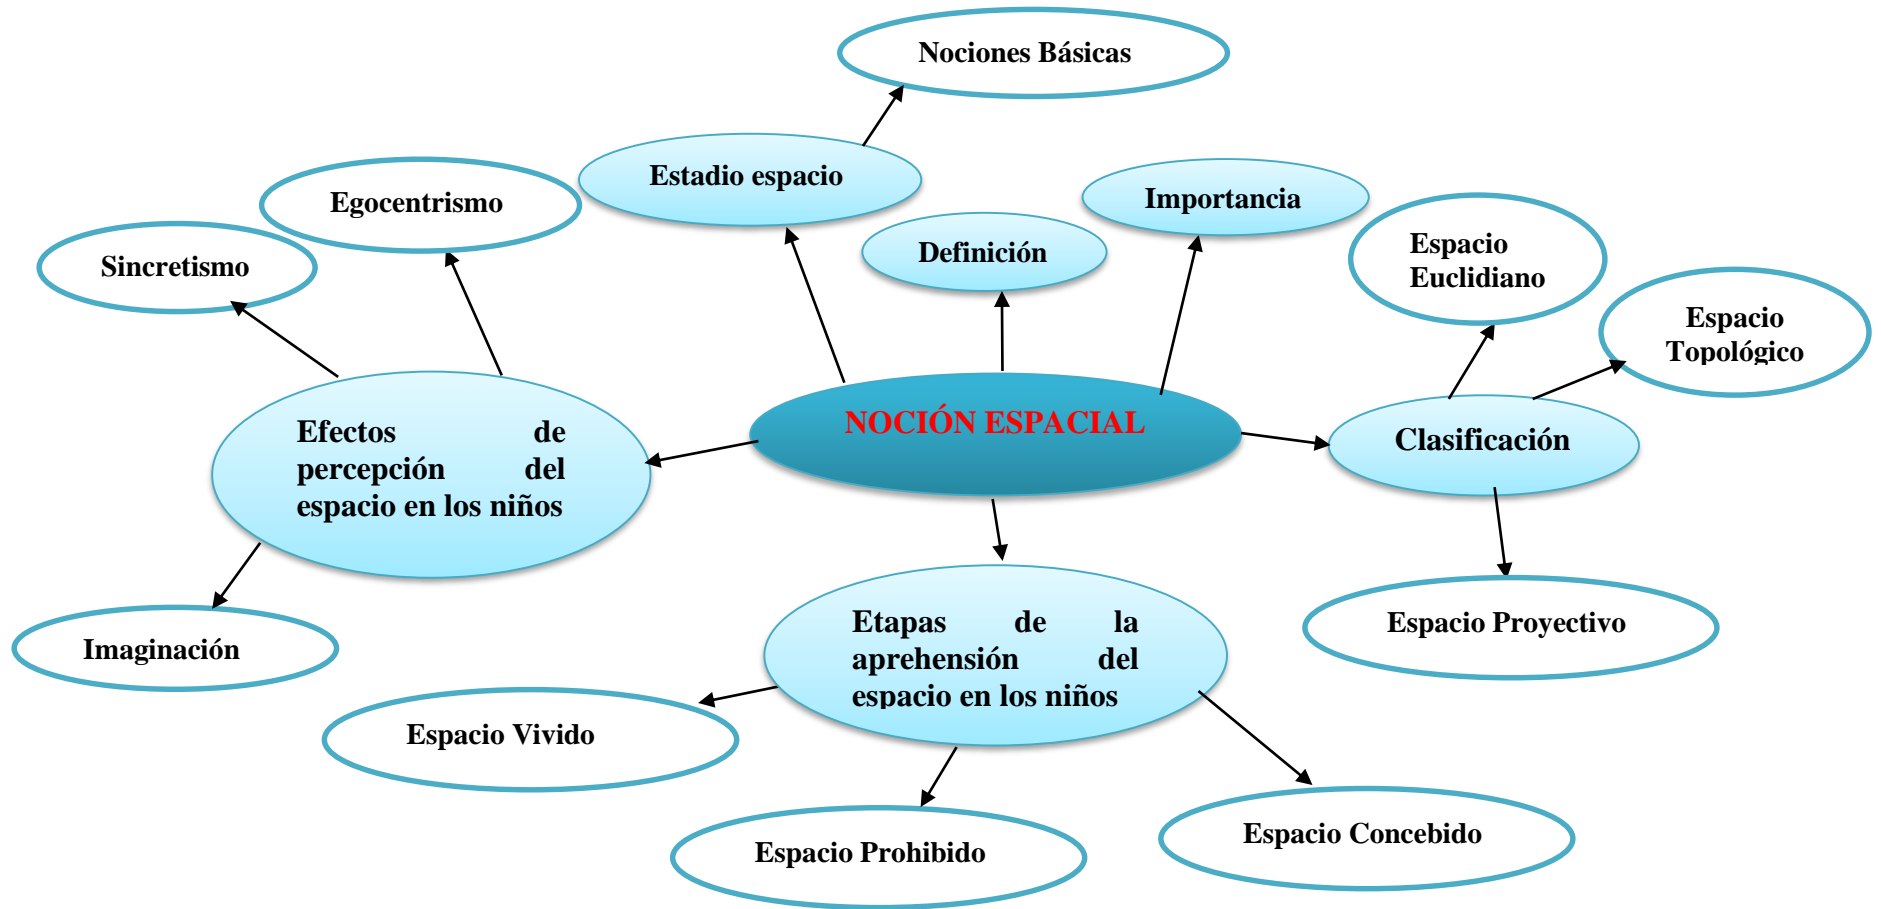 Nociones Básicas
Estadio espacio
Importancia
Egocentrismo
Definición
Espacio
Euclidiano
Sincretismo
Espacio
Topológico
NOCIÓN ESPACIAL
Efectos de
percepción del
espacio en los niños
Clasificación
Etapas de la
aprehensión del
espacio en los niños
Espacio Proyectivo
Imaginación
Espacio Vivido
Espacio Prohibido
Espacio Concebido